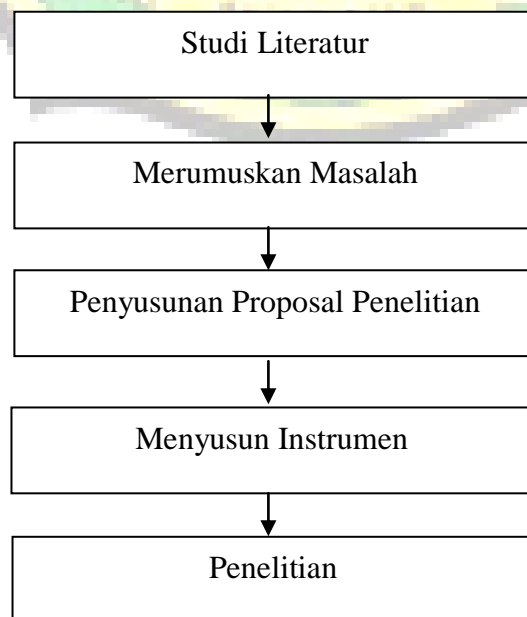 Studi Literatur
Merumuskan Masalah
Penyusunan Proposal Penelitian
Menyusun Instrumen
Penelitian